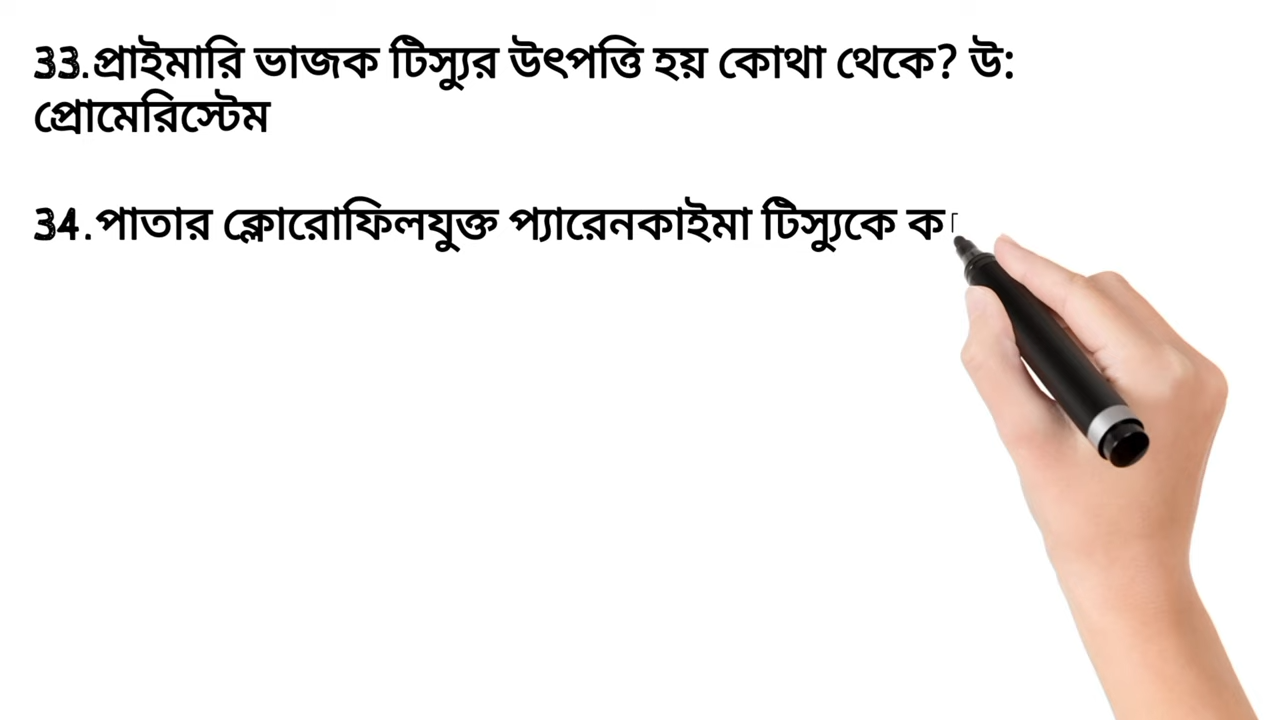 33.প্রাইমারি ভাজক টিস্যুর উৎপত্তি হয় কোথা থেকে? উ:
প্রোমেরিস্টেম
34.পাতার ক্লোরোফিলযুক্ত প্যারেনকাইমা টিস্যুকে ক